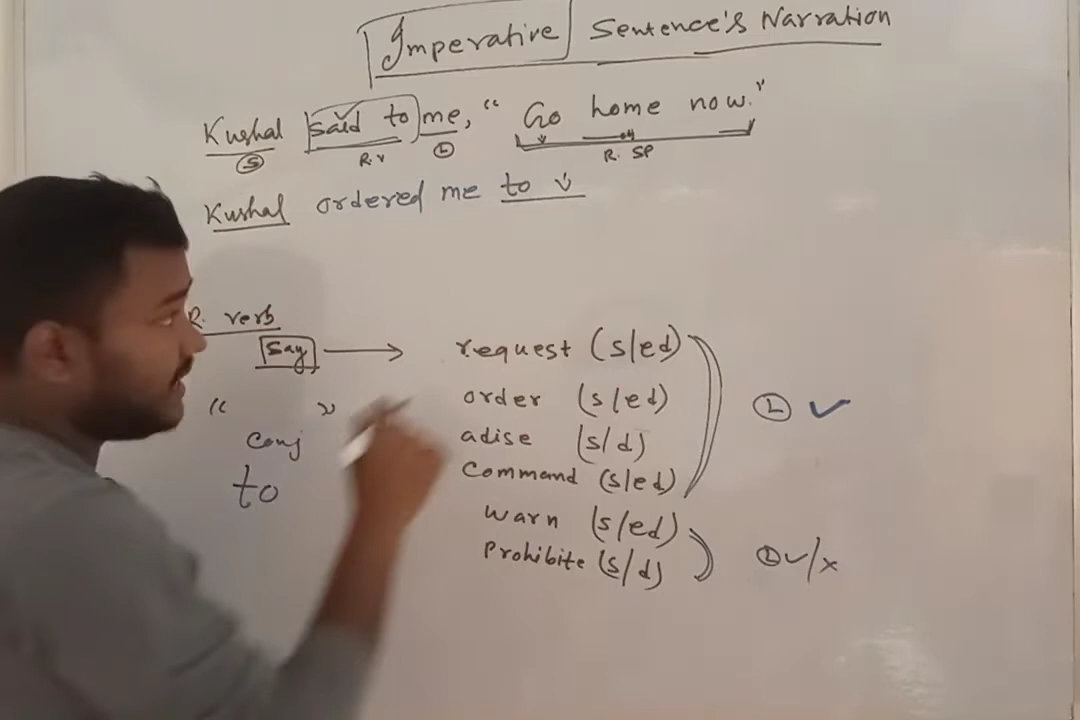 Imperative Sentence's Narration
Kushal said to me, "Go home now."
S R.V L V R. SP
Kushal ordered me to V
R. verb
Say → request (s/ed)
" " order (s/ed) L ✓
Conj adise (s/d)
to Command (s/ed)
Warn (s/ed)
Prohibite (s/d) L ✓/x